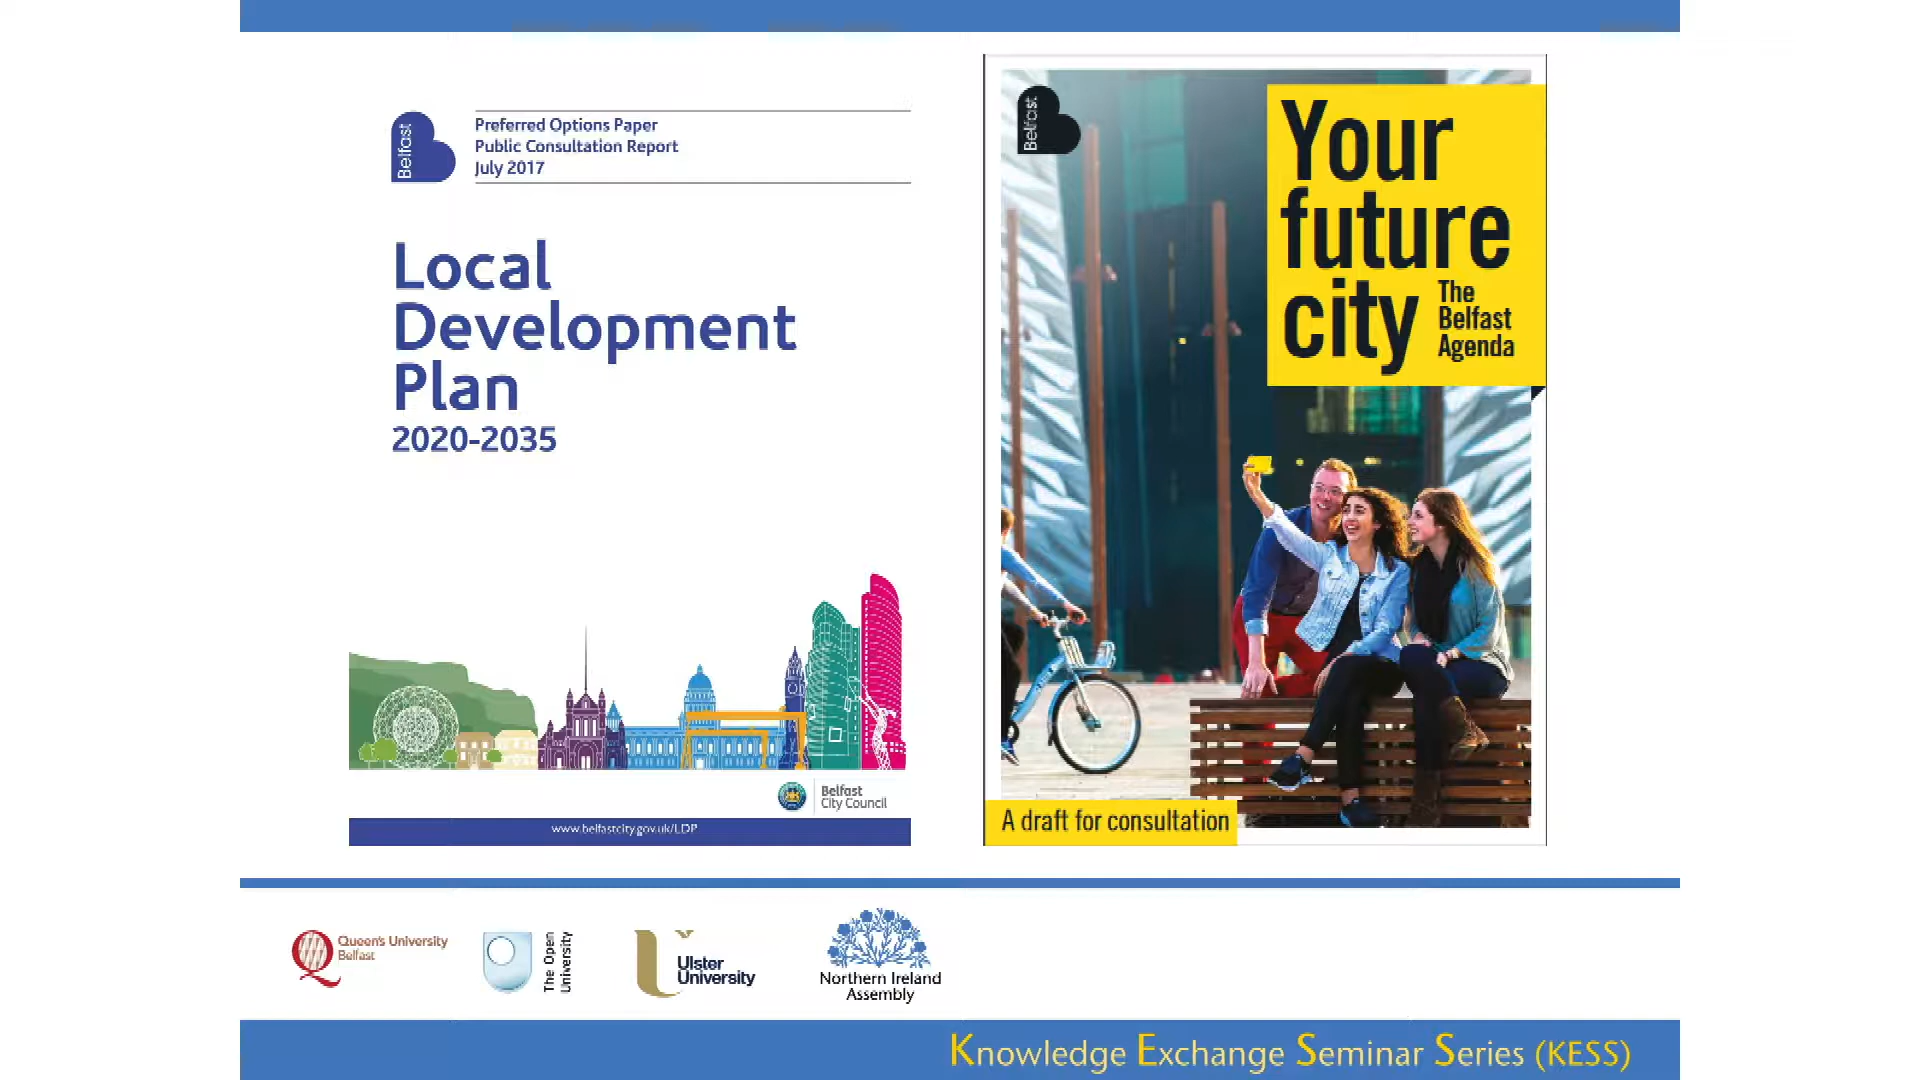 Belfast
Preferred Options Paper
Public Consultation Report
July 2017
Local
Development
Plan
2020-2035
Belfast
City Council
www.belfastcity.gov.uk/LDP
Belfast
Your
future
city
The
Belfast
Agenda
A draft for consultation
Queen's University
Belfast
The Open
University
Ulster
University
Northern Ireland
Assembly
Knowledge Exchange Seminar Series (KESS)